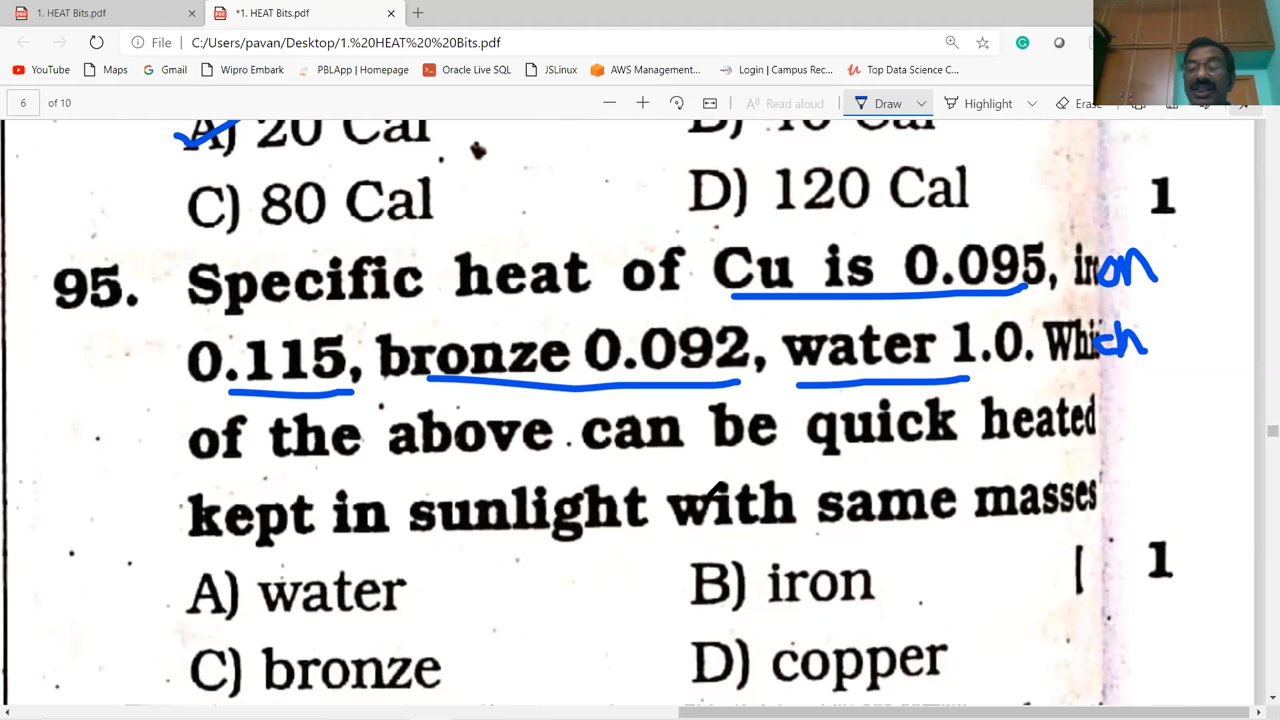 1. HEAT Bits.pdf
*1. HEAT Bits.pdf
File C:/Users/pavan/Desktop/1.%20HEAT%20%20Bits.pdf
YouTube Maps Gmail Wipro Embark PBLApp | Homepage Oracle Live SQL JSLinux AWS Management... Login | Campus Rec... Top Data Science C...
6 of 10 Read aloud Draw Highlight Erase
A) 20 Cal
C) 80 Cal D) 120 Cal 1
95. Specific heat of Cu is 0.095, iron
0.115, bronze 0.092, water 1.0. Which
of the above can be quick heated
kept in sunlight with same masses
A) water B) iron [ 1
C) bronze D) copper